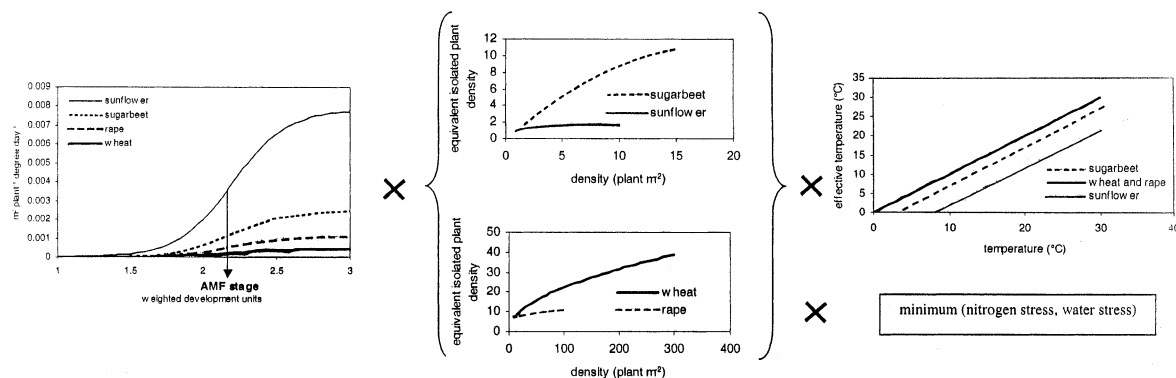 m² plant⁻¹ degree day⁻¹
0.009
0.008
0.007
0.006
0.005
0.004
0.003
0.002
0.001
0
sunflower
sugarbeet
rape
wheat
1
1.5
2
2.5
3
AMF stage
weighted development units
×
equivalent isolated plant
density
12
10
8
6
4
2
0
sugarbeet
sunflower
0
5
10
15
20
density (plant m²)
equivalent isolated plant
density
50
40
30
20
10
0
wheat
rape
0
100
200
300
400
density (plant m²)
×
effective temperature (°C)
35
30
25
20
15
10
5
0
sugarbeet
wheat and rape
sunflower
0
10
20
30
40
temperature (°C)
×
minimum (nitrogen stress, water stress)